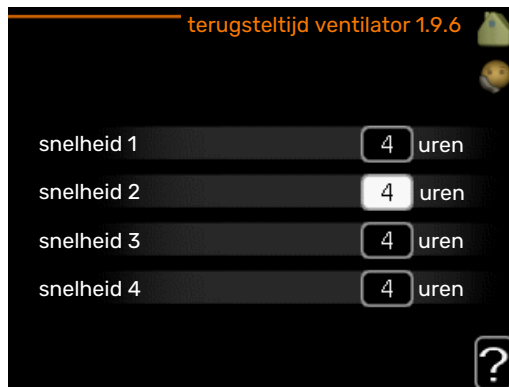 terugsteltijd ventilator 1.9.6
snelheid 1 4 uren
snelheid 2 4 uren
snelheid 3 4 uren
snelheid 4 4 uren
?